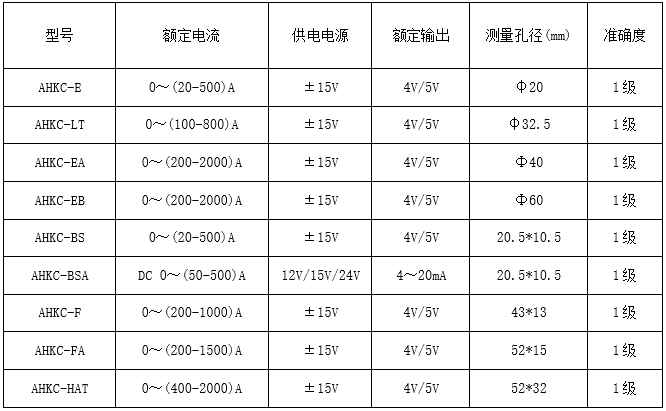 型号 额定电流 供电电源 额定输出 测量孔径(mm) 准确度
AHKC-E 0～(20-500)A ±15V 4V/5V Φ20 1级
AHKC-LT 0～(100-800)A ±15V 4V/5V Φ32.5 1级
AHKC-EA 0～(200-2000)A ±15V 4V/5V Φ40 1级
AHKC-EB 0～(200-2000)A ±15V 4V/5V Φ60 1级
AHKC-BS 0～(20-500)A ±15V 4V/5V 20.5*10.5 1级
AHKC-BSA DC 0～(50-500)A 12V/15V/24V 4～20mA 20.5*10.5 1级
AHKC-F 0～(200-1000)A ±15V 4V/5V 43*13 1级
AHKC-FA 0～(200-1500)A ±15V 4V/5V 52*15 1级
AHKC-HAT 0～(400-2000)A ±15V 4V/5V 52*32 1级